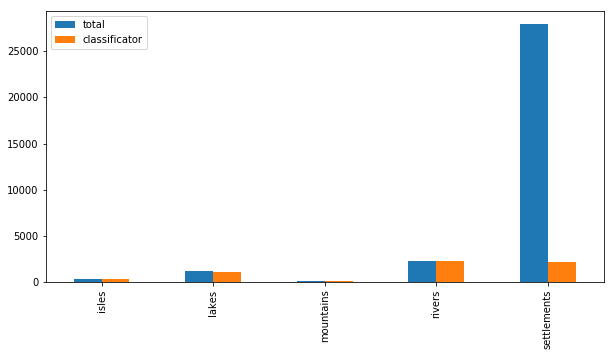 total
classificator
25000
20000
15000
10000
5000
0
isles
lakes
mountains
rivers
settlements